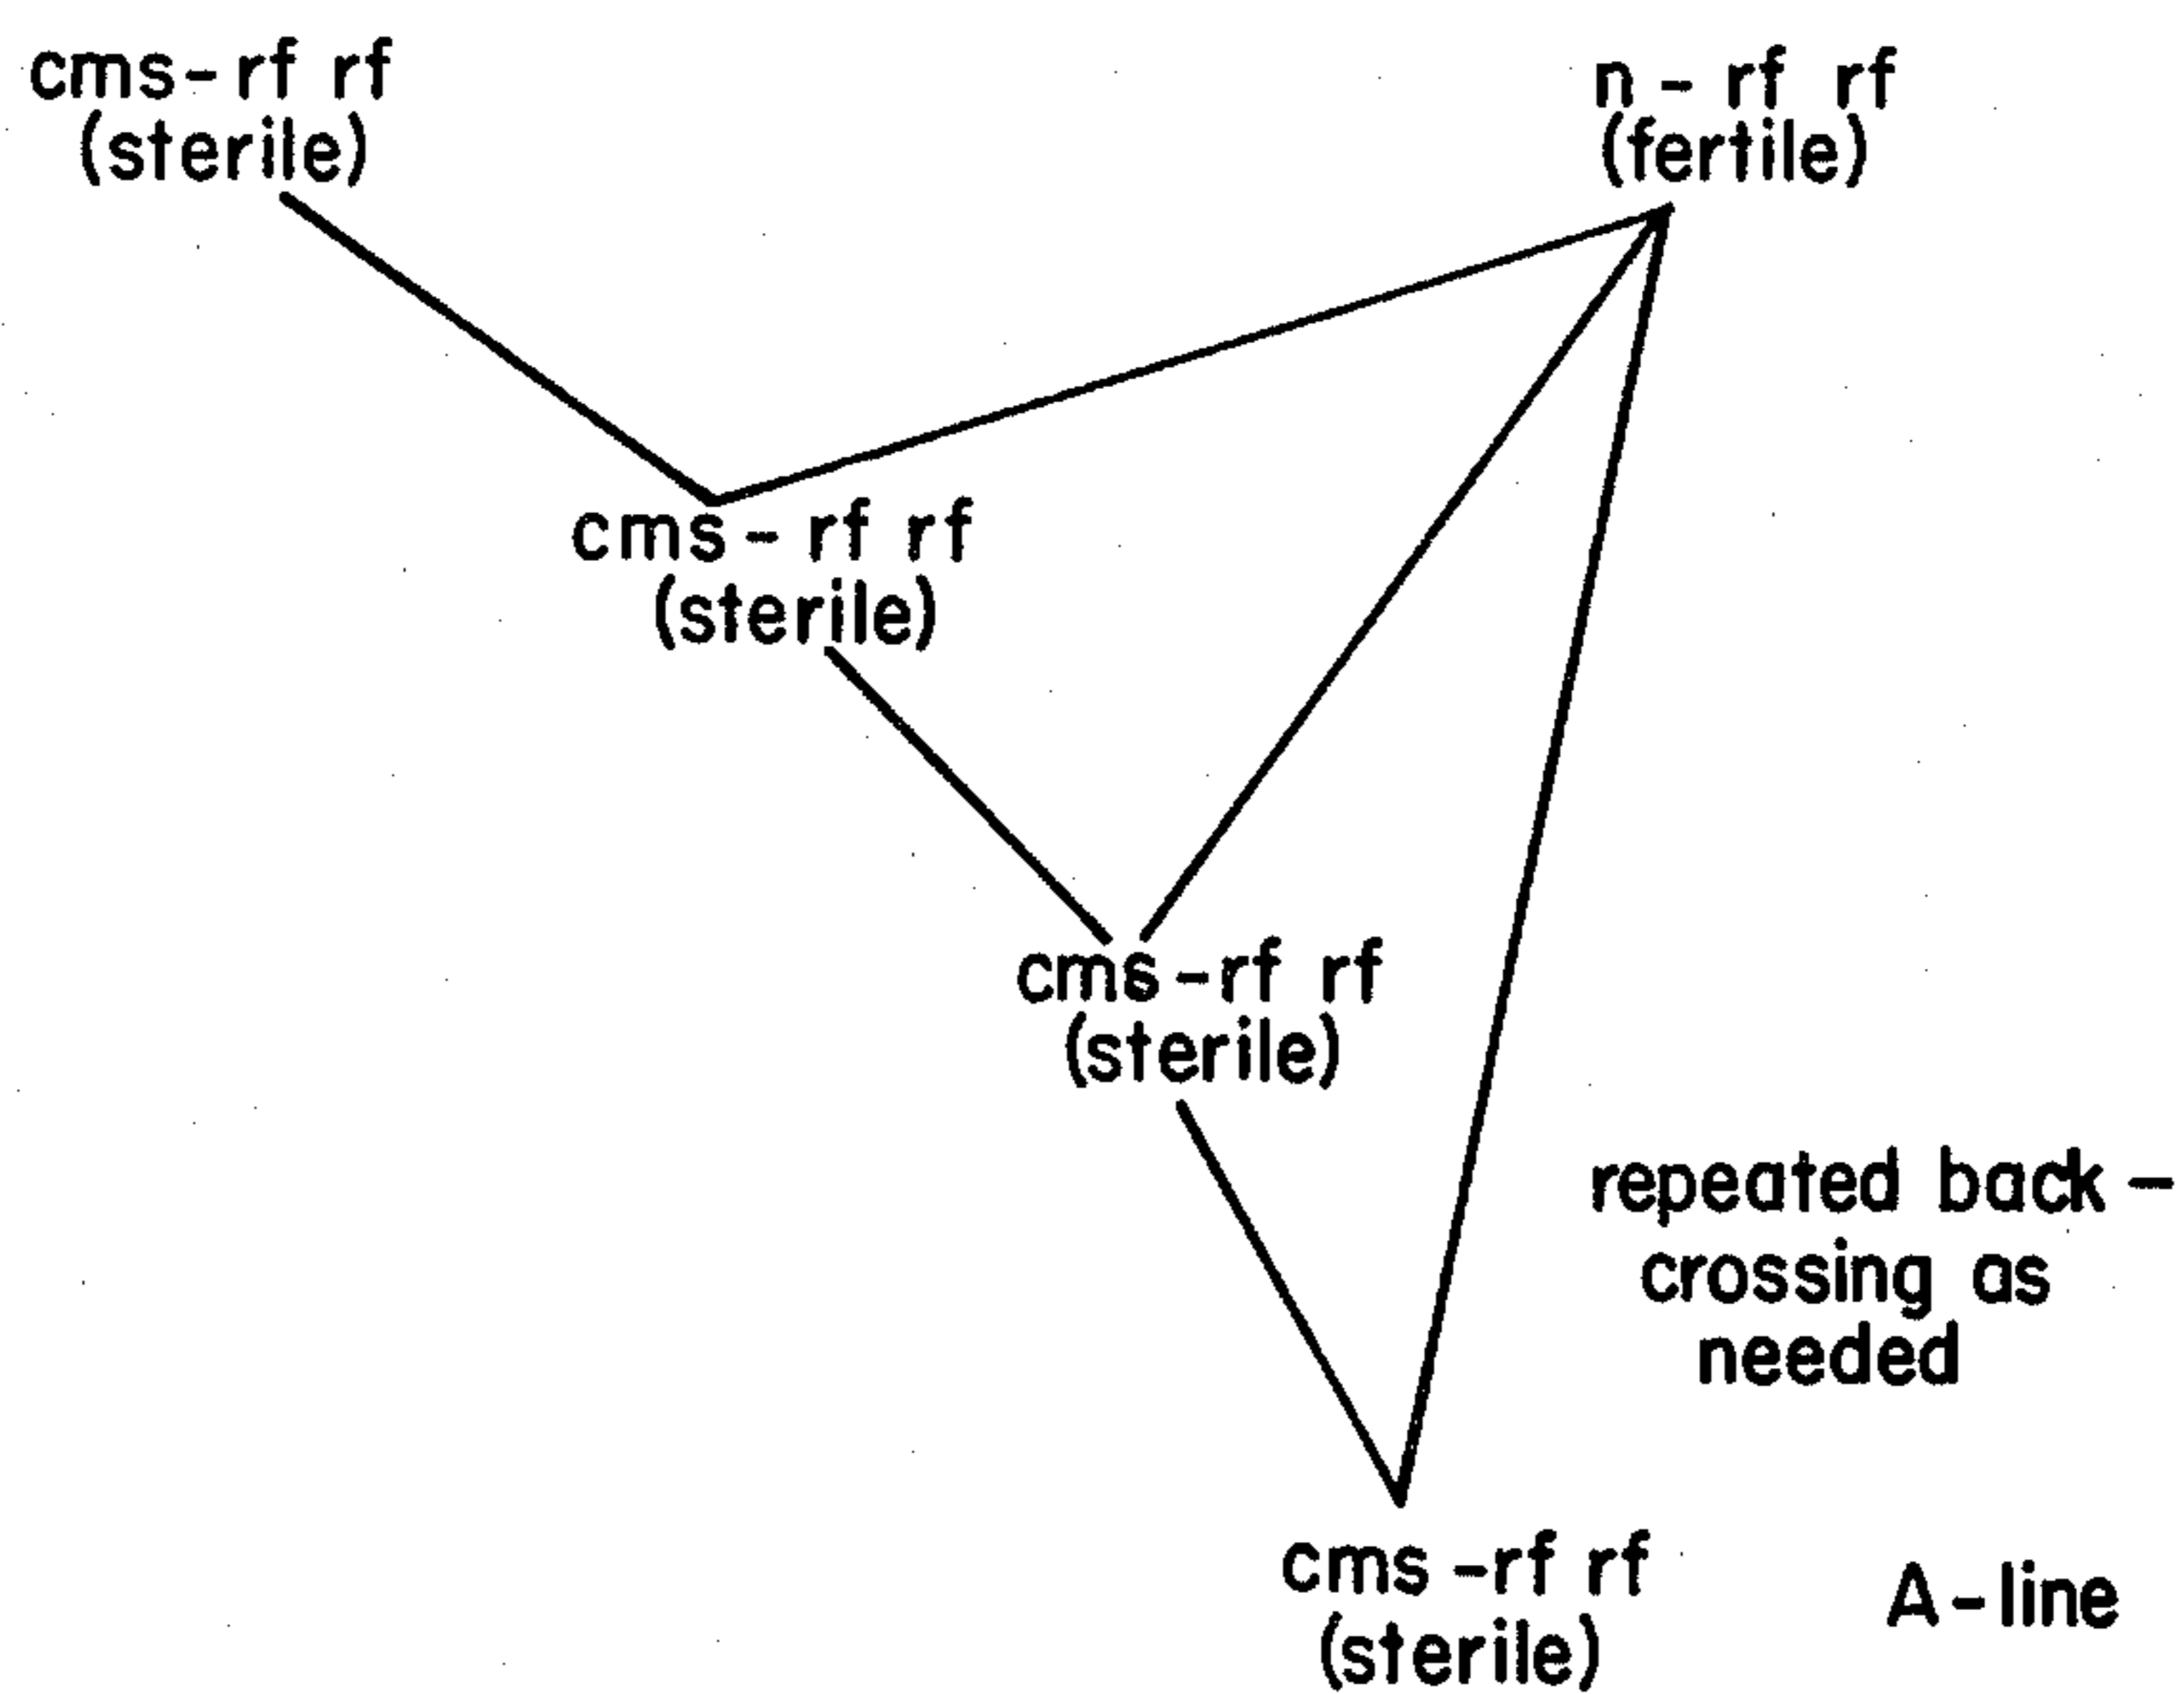 cms-rf rf
(sterile)
n - rf rf
(fertile)
cms - rf rf
(sterile)
cms -rf rf
(sterile)
repeated back -
crossing as
needed
cms -rf rf
(sterile)
A-line